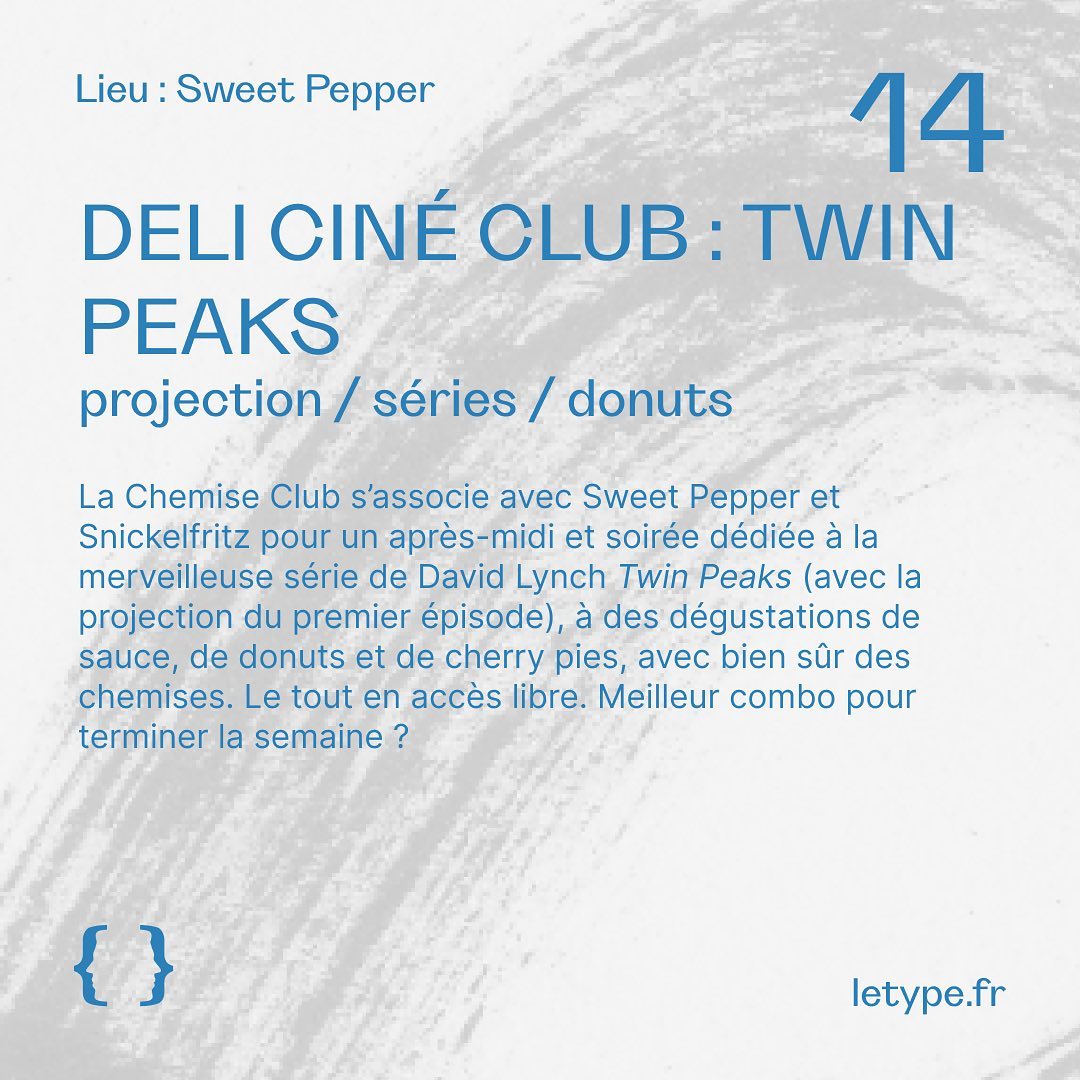 Lieu : Sweet Pepper
14
DELI CINÉ CLUB : TWIN
PEAKS
projection / séries / donuts
La Chemise Club s’associe avec Sweet Pepper et
Snickelfritz pour un après-midi et soirée dédiée à la
merveilleuse série de David Lynch Twin Peaks (avec la
projection du premier épisode), à des dégustations de
sauce, de donuts et de cherry pies, avec bien sûr des
chemises. Le tout en accès libre. Meilleur combo pour
terminer la semaine ?
{ }
letype.fr